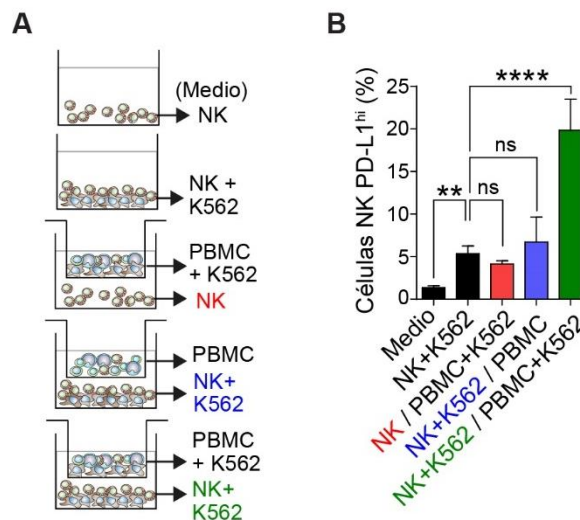 A
(Medio)
NK
NK +
K562
PBMC
+ K562
NK
PBMC
NK+
K562
PBMC
+ K562
NK+
K562
B
Células NK PD-L1hi (%)
25
20
15
10
5
0
****
ns
**
ns
Medio
NK+K562
NK / PBMC+K562
NK+K562 / PBMC
NK+K562 / PBMC+K562